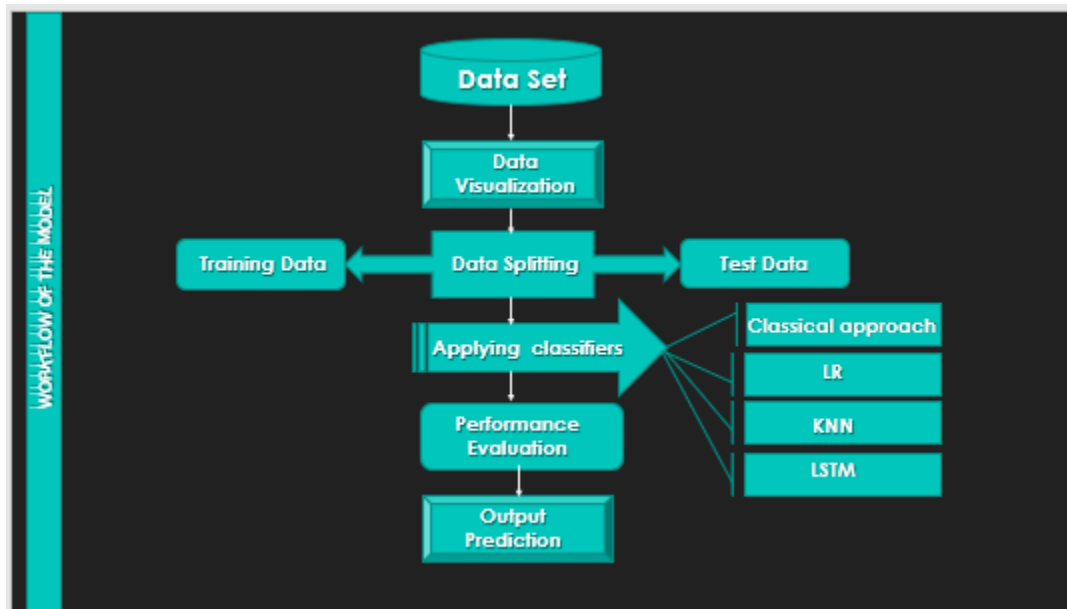 WORKFLOW OF THE MODEL
Data Set
Data
Visualization
Training Data
Data Splitting
Test Data
Applying classifiers
Classical approach
LR
KNN
LSTM
Performance
Evaluation
Output
Prediction